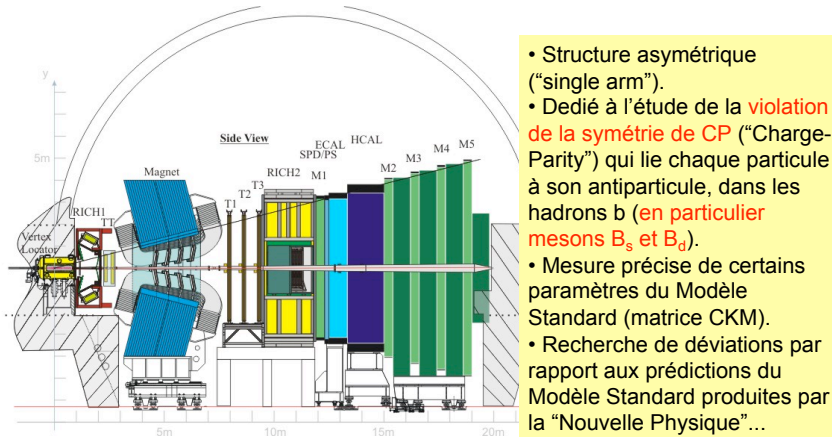 y
5m
Side View
ECAL HCAL
SPD/PS
Magnet
RICH2 M1
M2 M3 M4 M5
T1 T2 T3
RICH1
TT
Vertex
Locator
5m 10m 15m 20m
• Structure asymétrique
(“single arm”).
• Dedié à l’étude de la violation
de la symétrie de CP (“Charge-
Parity”) qui lie chaque particule
à son antiparticule, dans les
hadrons b (en particulier
mesons Bs et Bd).
• Mesure précise de certains
paramètres du Modèle
Standard (matrice CKM).
• Recherche de déviations par
rapport aux prédictions du
Modèle Standard produites par
la “Nouvelle Physique”...